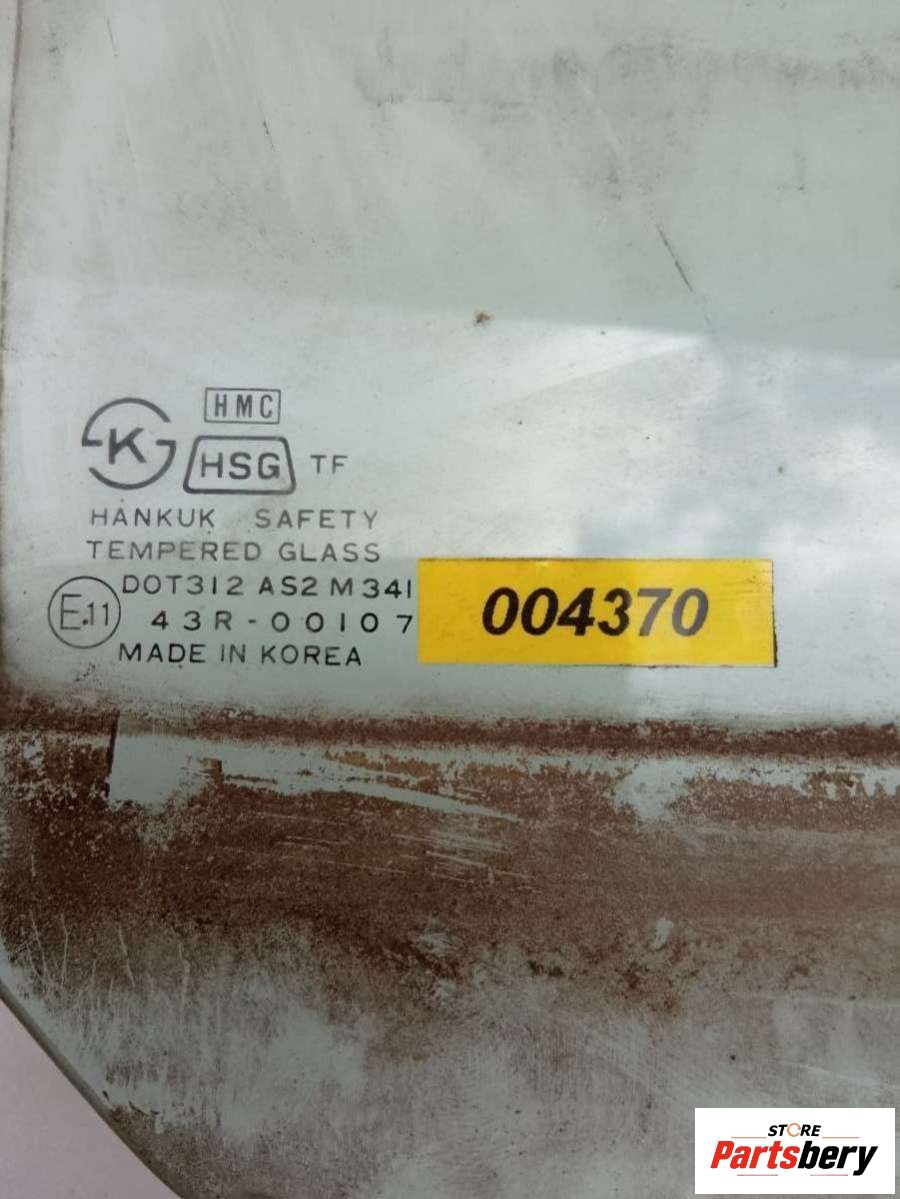 HMC
K
HSG TF
HANKUK SAFETY
TEMPERED GLASS
DOT312 AS2 M341
E11 43R-00107
MADE IN KOREA
004370
STORE
Partsbery